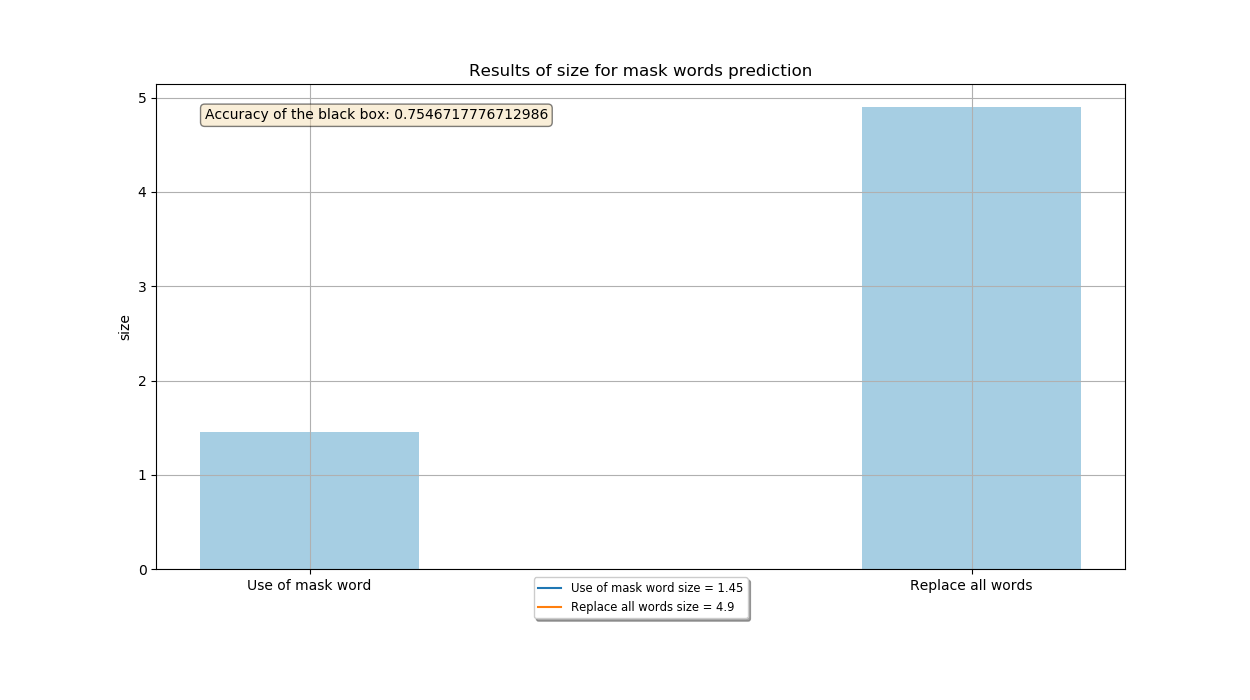 Results of size for mask words prediction
5
Accuracy of the black box: 0.7546717776712986
4
3
size
2
1
0
Use of mask word
Replace all words
Use of mask word size = 1.45
Replace all words size = 4.9